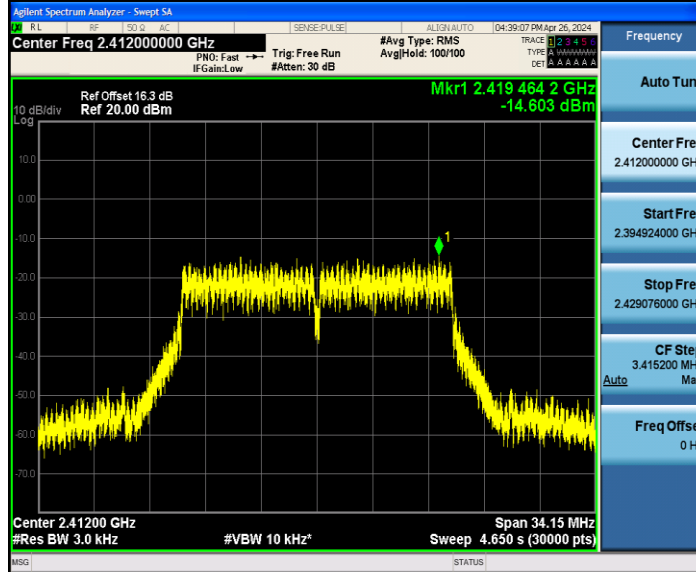 Agilent Spectrum Analyzer - Swept SA
RL RF 50 Ω AC SENSE:PULSE ALIGN AUTO 04:39:07 PM Apr 26, 2024
Center Freq 2.412000000 GHz
PNO: Fast
IFGain:Low
Trig: Free Run
#Atten: 30 dB
#Avg Type: RMS
Avg|Hold: 100/100
TRACE 1 2 3 4 5 6
TYPE A
DET A A A A A A
Frequency
Auto Tun
Center Fre
2.412000000 GH
Start Fre
2.394924000 GH
Stop Fre
2.429076000 GH
CF Ste
3.415200 MH
Auto Ma
Freq Offse
0 H
Mkr1 2.419 464 2 GHz
-14.603 dBm
Ref Offset 16.3 dB
10 dB/div Ref 20.00 dBm
Log
10.0
0.00
-10.0
-20.0
-30.0
-40.0
-50.0
-60.0
-70.0
1
Center 2.41200 GHz Span 34.15 MHz
#Res BW 3.0 kHz #VBW 10 kHz* Sweep 4.650 s (30000 pts)
MSG STATUS